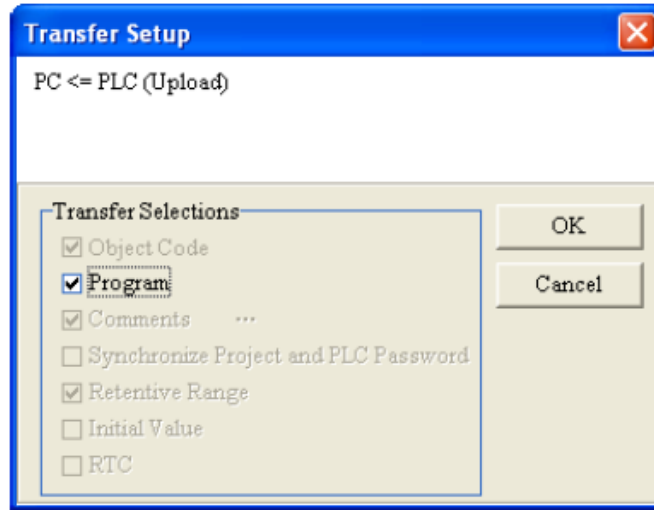 Transfer Setup
PC <= PLC (Upload)
Transfer Selections
Object Code
Program
Comments ...
Synchronize Project and PLC Password
Retentive Range
Initial Value
RTC
OK
Cancel